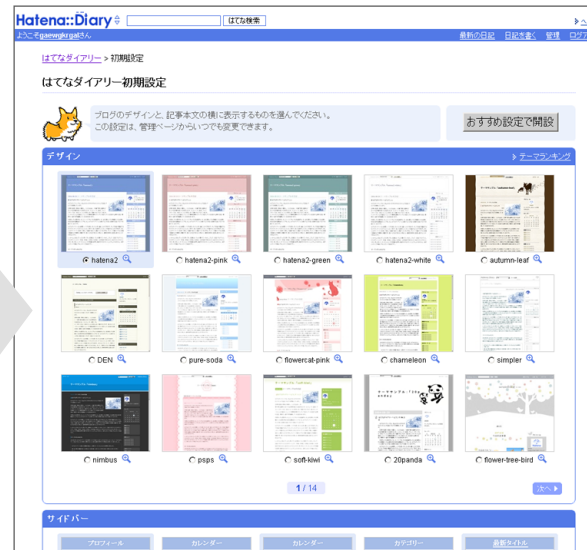 Hatena::Diary はてな検索
ようこそgaewgkrgatさん 最新の日記 日記を書く 管理
はてなダイアリー > 初期設定
はてなダイアリー初期設定
ブログのデザインと、記事本文の横に表示するものを選んでください。
この設定は、管理ページからいつでも変更できます。
おすすめ設定で開設
デザイン テーマランキング
hatena2 hatena2-pink hatena2-green hatena2-white autumn-leaf
DEN pure-soda flowercat-pink chameleon simpler
nimbus psps soft-kiwi 20panda flower-tree-bird
1 / 14 次へ
サイドバー
プロフィール カレンダー カレンダー カテゴリー 最新タイトル